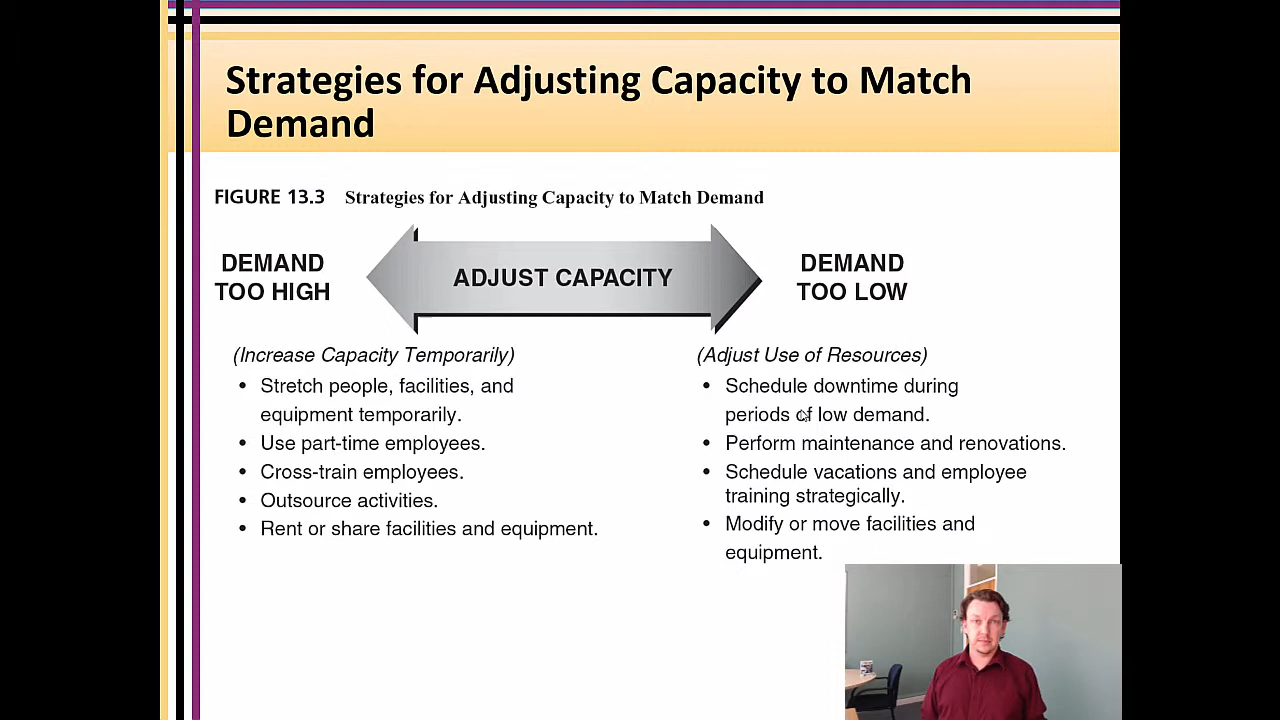 Strategies for Adjusting Capacity to Match
Demand
FIGURE 13.3 Strategies for Adjusting Capacity to Match Demand
DEMAND
TOO HIGH
ADJUST CAPACITY
DEMAND
TOO LOW
(Increase Capacity Temporarily)
• Stretch people, facilities, and
equipment temporarily.
• Use part-time employees.
• Cross-train employees.
• Outsource activities.
• Rent or share facilities and equipment.
(Adjust Use of Resources)
• Schedule downtime during
periods of low demand.
• Perform maintenance and renovations.
• Schedule vacations and employee
training strategically.
• Modify or move facilities and
equipment.